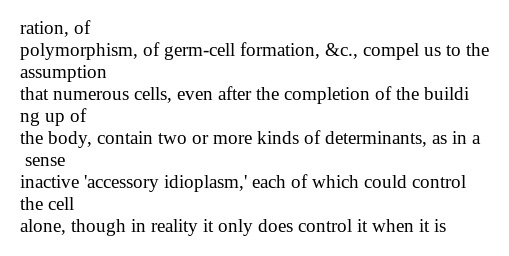 ration, of
polymorphism, of germ-cell formation, &c., compel us to the
assumption
that numerous cells, even after the completion of the buildi
ng up of
the body, contain two or more kinds of determinants, as in a
sense
inactive 'accessory idioplasm,' each of which could control
the cell
alone, though in reality it only does control it when it is